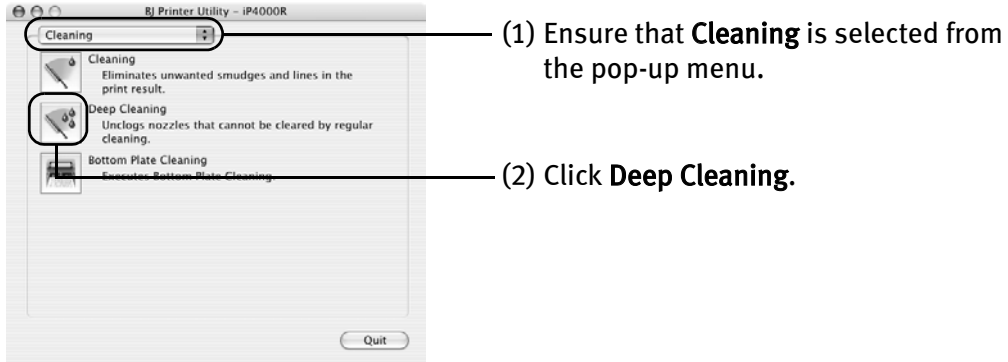 BJ Printer Utility – iP4000R
Cleaning
(1) Ensure that Cleaning is selected from
the pop-up menu.
Cleaning
Eliminates unwanted smudges and lines in the
print result.
Deep Cleaning
Unclogs nozzles that cannot be cleared by regular
cleaning.
Bottom Plate Cleaning
Executes Bottom Plate Cleaning.
(2) Click Deep Cleaning.
Quit